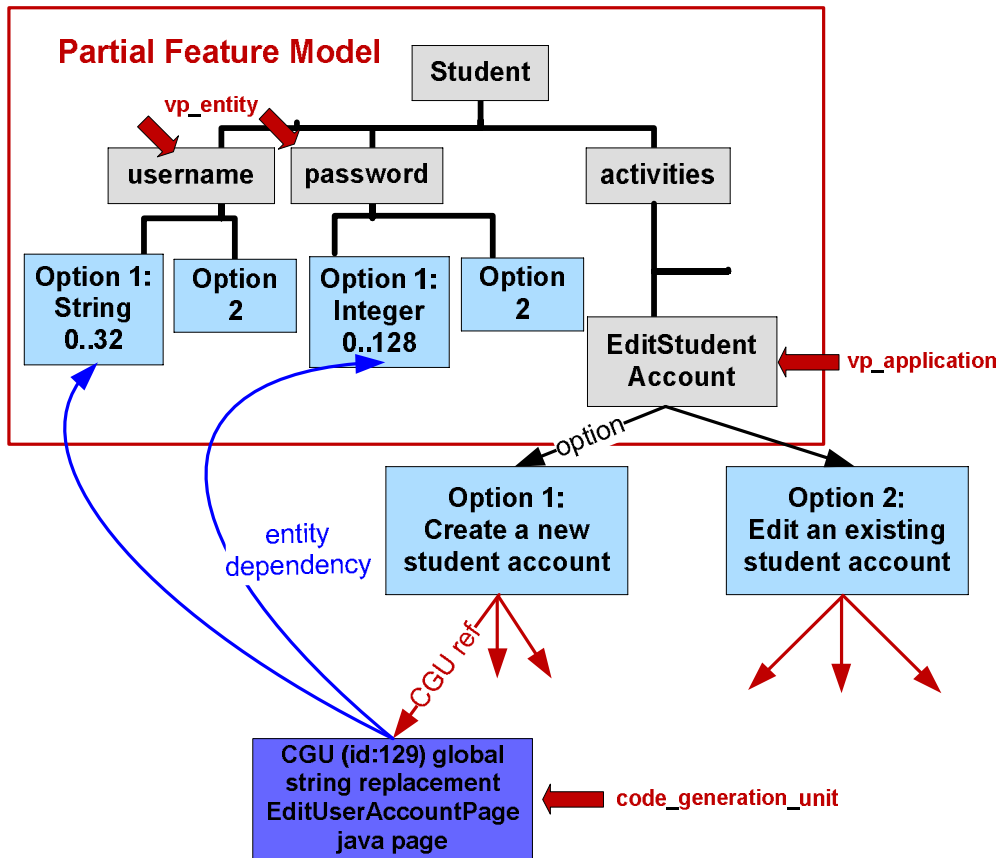 Partial Feature Model
Student
vp_entity
username
password
activities
Option 1:
String
0..32
Option
2
Option 1:
Integer
0..128
Option
2
EditStudent
Account
vp_application
option
Option 1:
Create a new
student account
Option 2:
Edit an existing
student account
entity
dependency
CGU ref
CGU (id:129) global
string replacement
EditUserAccountPage
java page
code_generation_unit